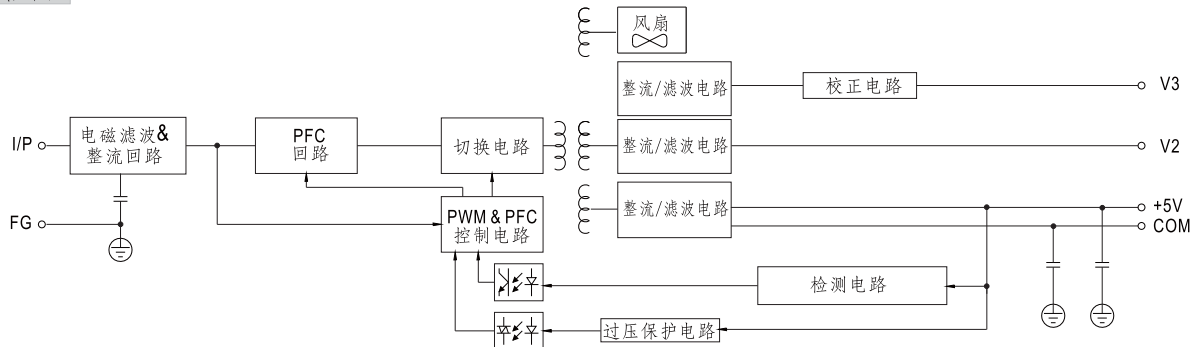 风扇
整流/滤波电路
校正电路
V3
I/P
电磁滤波&
整流回路
PFC
回路
切换电路
整流/滤波电路
V2
FG
PWM & PFC
控制电路
整流/滤波电路
+5V
COM
检测电路
过压保护电路